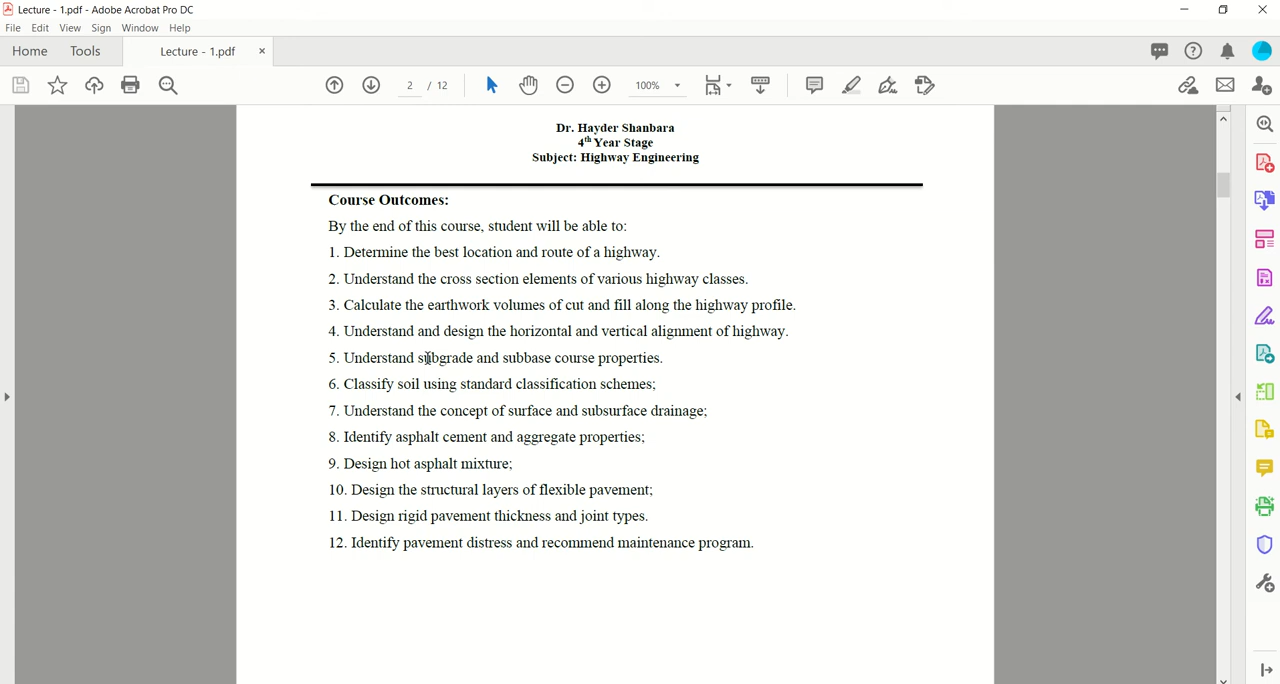 Lecture - 1.pdf - Adobe Acrobat Pro DC
File Edit View Sign Window Help
Home Tools Lecture - 1.pdf ×
2 / 12 100%
Dr. Hayder Shanbara
4th Year Stage
Subject: Highway Engineering
Course Outcomes:
By the end of this course, student will be able to:
1. Determine the best location and route of a highway.
2. Understand the cross section elements of various highway classes.
3. Calculate the earthwork volumes of cut and fill along the highway profile.
4. Understand and design the horizontal and vertical alignment of highway.
5. Understand subgrade and subbase course properties.
6. Classify soil using standard classification schemes;
7. Understand the concept of surface and subsurface drainage;
8. Identify asphalt cement and aggregate properties;
9. Design hot asphalt mixture;
10. Design the structural layers of flexible pavement;
11. Design rigid pavement thickness and joint types.
12. Identify pavement distress and recommend maintenance program.